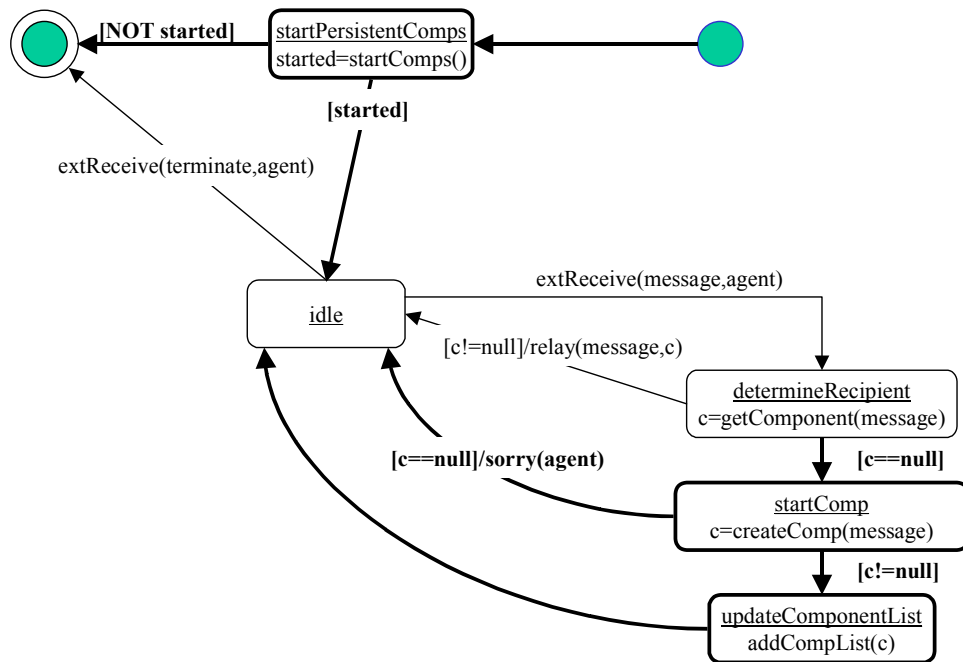 [NOT started]
startPersistentComps
started=startComps()
[started]
extReceive(terminate,agent)
extReceive(message,agent)
idle
[c!=null]/relay(message,c)
determineRecipient
c=getComponent(message)
[c==null]/sorry(agent)
[c==null]
startComp
c=createComp(message)
[c!=null]
updateComponentList
addCompList(c)